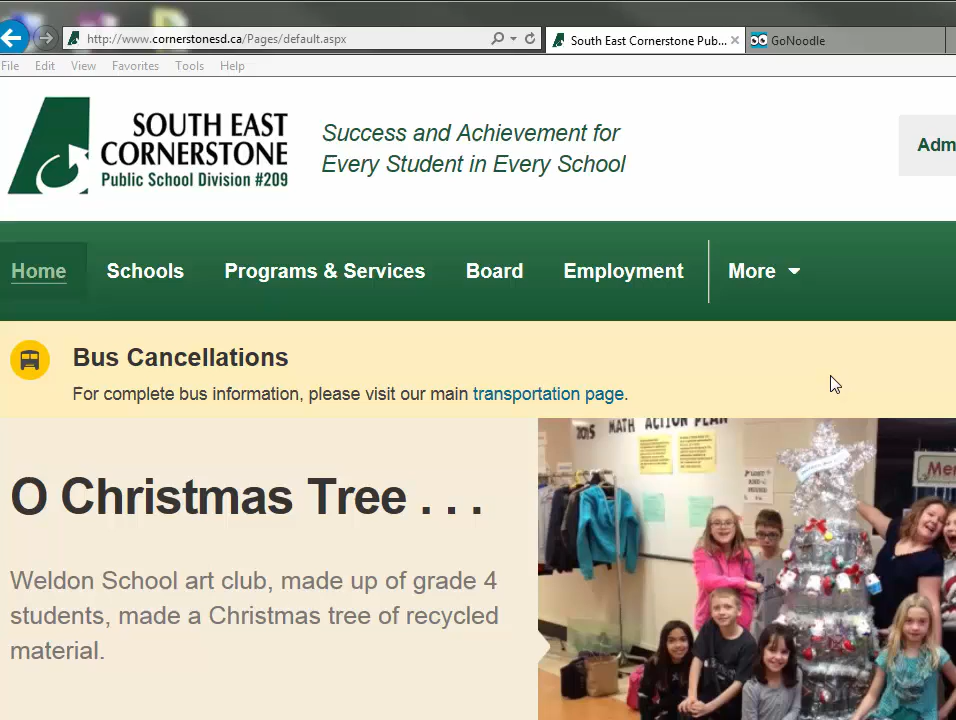 http://www.cornerstonesd.ca/Pages/default.aspx
South East Cornerstone Pub...
GoNoodle
File Edit View Favorites Tools Help
SOUTH EAST
CORNERSTONE
Public School Division #209
Success and Achievement for
Every Student in Every School
Adm
Home Schools Programs & Services Board Employment More
Bus Cancellations
For complete bus information, please visit our main transportation page.
2015 MATH ACTION PLAN
O Christmas Tree . . .
Weldon School art club, made up of grade 4
students, made a Christmas tree of recycled
material.